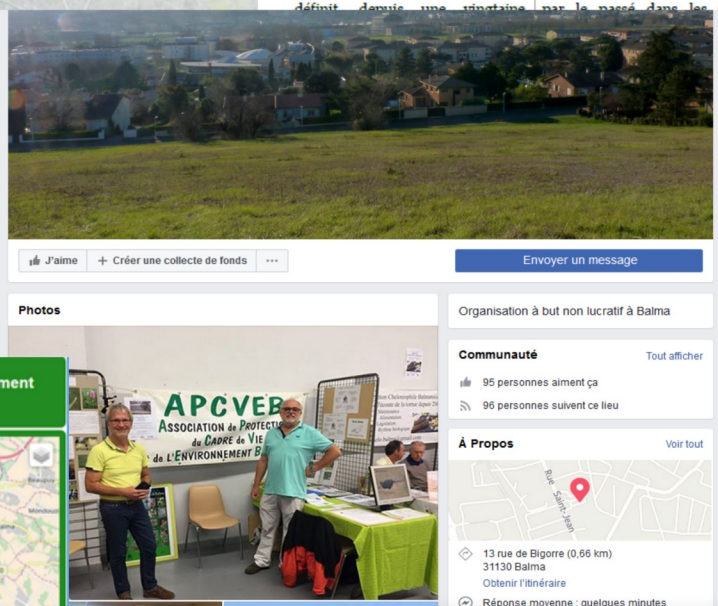 définit depuis une vingtaine
par le passé dans les
J'aime
+ Créer une collecte de fonds
...
Envoyer un message
Photos
ment
APCVEB
ASSOCIATION de PROTECTI
du CADRE de VIE
de L'ENVIRONNEMENT B
Organisation à but non lucratif à Balma
Communauté
Tout afficher
95 personnes aiment ça
96 personnes suivent ce lieu
À Propos
Voir tout
Rue Saint-Jean
13 rue de Bigorre (0,66 km)
31130 Balma
Obtenir l'itinéraire
Réponse moyenne : quelques minutes